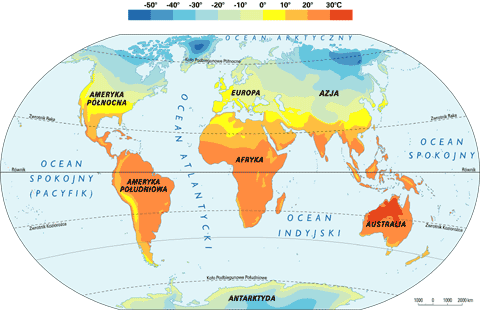 -50° -40° -30° -20° -10° 0° 10° 20° 30°C
OCEAN ARKTYCZNY
Koło Podbiegunowe Północne
AMERYKA
PÓŁNOCNA
EUROPA
AZJA
Zwrotnik Raka
Zwrotnik Raka
OCEAN ATLANTYCKI
OCEAN
SPOKOJNY
AFRYKA
OCEAN
SPOKOJNY
(PACYFIK)
Równik
Równik
AMERYKA
POŁUDNIOWA
OCEAN
INDYJSKI
AUSTRALIA
Zwrotnik Koziorożca
Zwrotnik Koziorożca
Koło Podbiegunowe Południowe
ANTARKTYDA
1000 0 1000 2000 km